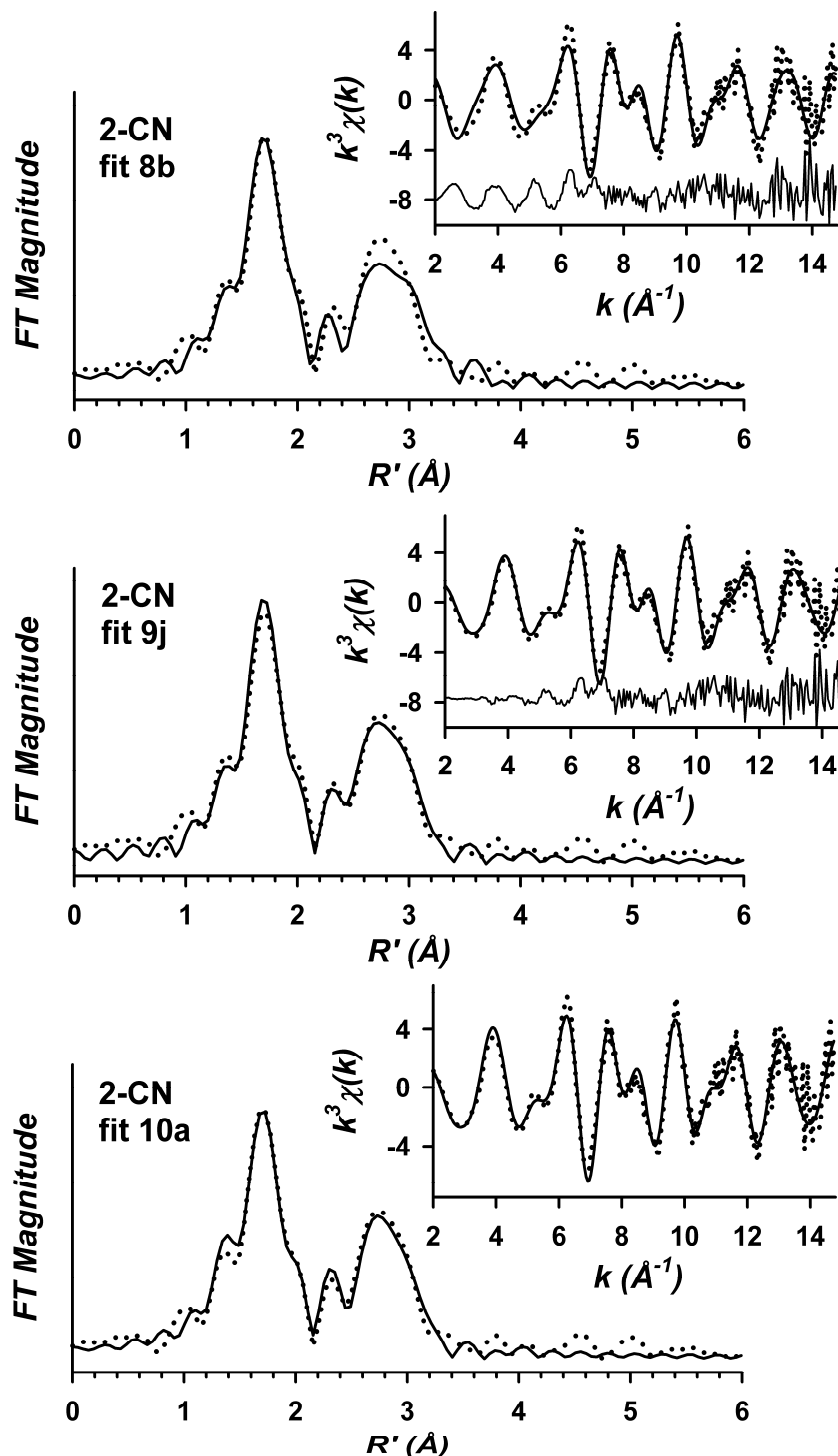 2-CN
fit 8b
FT Magnitude
0 1 2 3 4 5 6
R' (Å)
k³ χ(k)
4
0
-4
-8
2 4 6 8 10 12 14
k (Å⁻¹)
2-CN
fit 9j
FT Magnitude
0 1 2 3 4 5 6
R' (Å)
k³ χ(k)
4
0
-4
-8
2 4 6 8 10 12 14
k (Å⁻¹)
2-CN
fit 10a
FT Magnitude
0 1 2 3 4 5 6
R' (Å)
k³ χ(k)
4
0
-4
2 4 6 8 10 12 14
k (Å⁻¹)